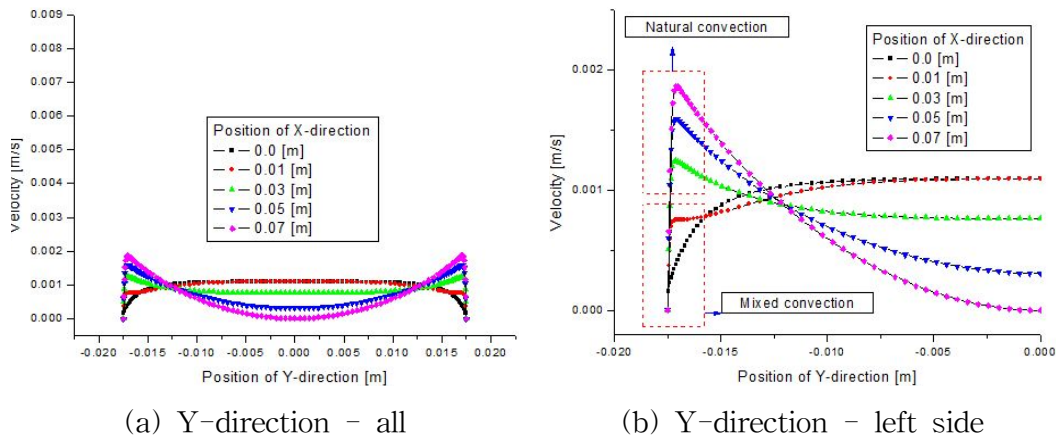 0.009
0.008
0.007
0.006
0.005
0.004
0.003
0.002
0.001
0.000
Velocity [m/s]
Position of X-direction
0.0 [m]
0.01 [m]
0.03 [m]
0.05 [m]
0.07 [m]
-0.020 -0.015 -0.010 -0.005 0.000 0.005 0.010 0.015 0.020
Position of Y-direction [m]
(a) Y-direction - all
Natural convection
Position of X-direction
0.0 [m]
0.01 [m]
0.03 [m]
0.05 [m]
0.07 [m]
0.002
0.001
0.000
Velocity [m/s]
Mixed convection
-0.020 -0.015 -0.010 -0.005 0.000
Position of Y-direction [m]
(b) Y-direction - left side